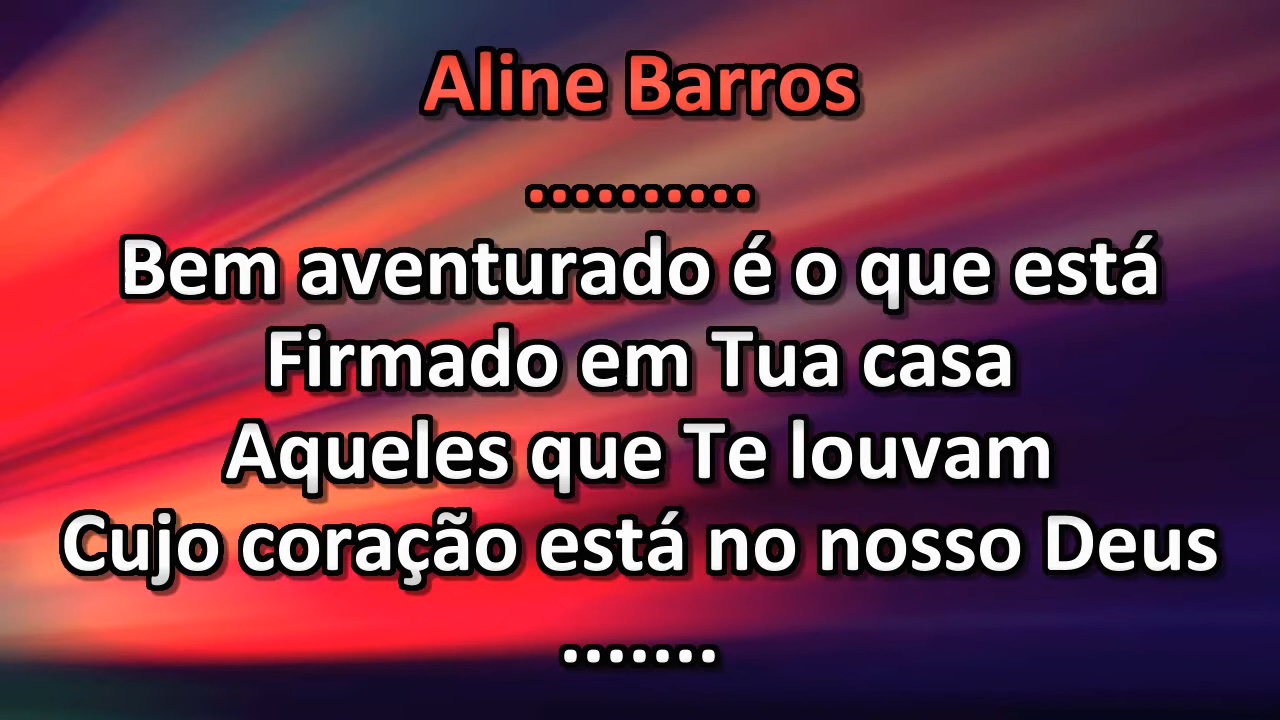 Aline Barros
..........
Bem aventurado é o que está
Firmado em Tua casa
Aqueles que Te louvam
Cujo coração está no nosso Deus
.......